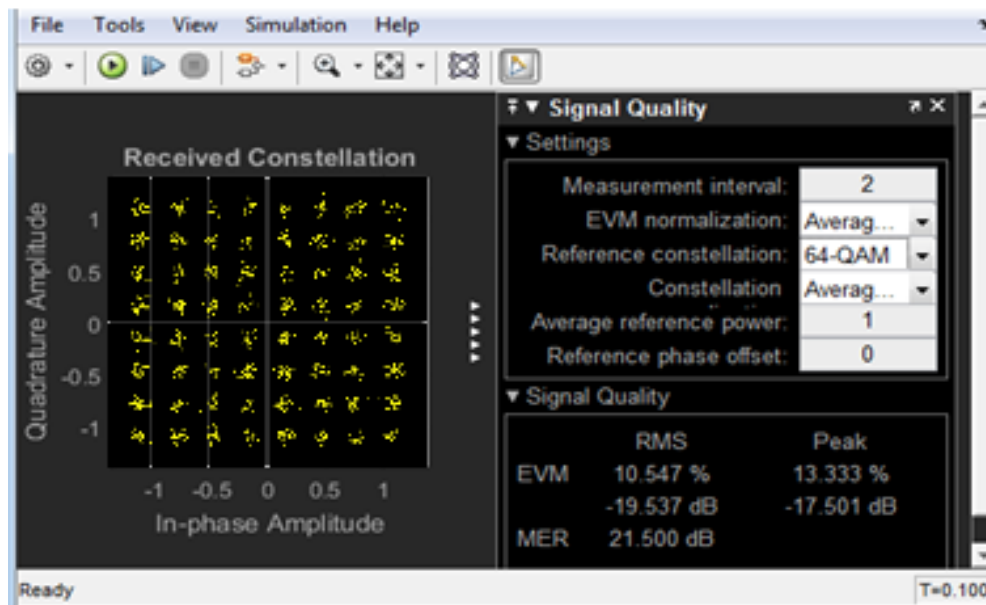 File Tools View Simulation Help
Signal Quality
Settings
Received Constellation
Quadrature Amplitude
1
0.5
0
-0.5
-1
-1 -0.5 0 0.5 1
In-phase Amplitude
Measurement interval: 2
EVM normalization: Averag...
Reference constellation: 64-QAM
Constellation Averag...
Average reference power: 1
Reference phase offset: 0
Signal Quality
RMS Peak
EVM 10.547 % 13.333 %
-19.537 dB -17.501 dB
MER 21.500 dB
Ready T=0.100